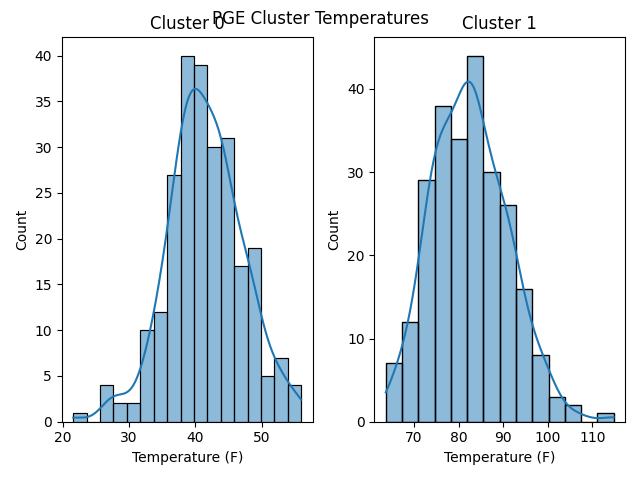 PGE Cluster Temperatures
Cluster 0
40
35
30
25
20
15
10
5
0
Count
20 30 40 50
Temperature (F)
Cluster 1
40
30
20
10
0
Count
70 80 90 100 110
Temperature (F)